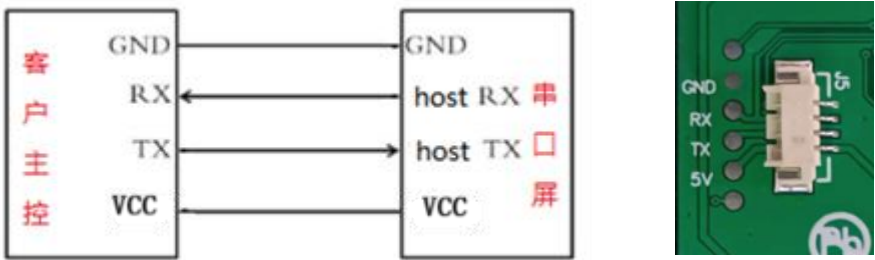 GND
GND
RX
host RX
TX
host TX
VCC
VCC
客户主控
串口屏
GND
RX
TX
5V
J5
Pb